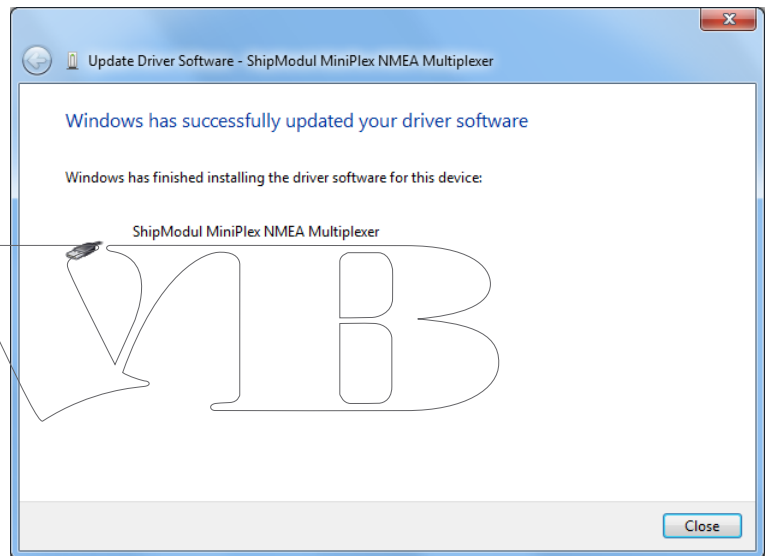 Update Driver Software - ShipModul MiniPlex NMEA Multiplexer
Windows has successfully updated your driver software
Windows has finished installing the driver software for this device:
ShipModul MiniPlex NMEA Multiplexer
Close